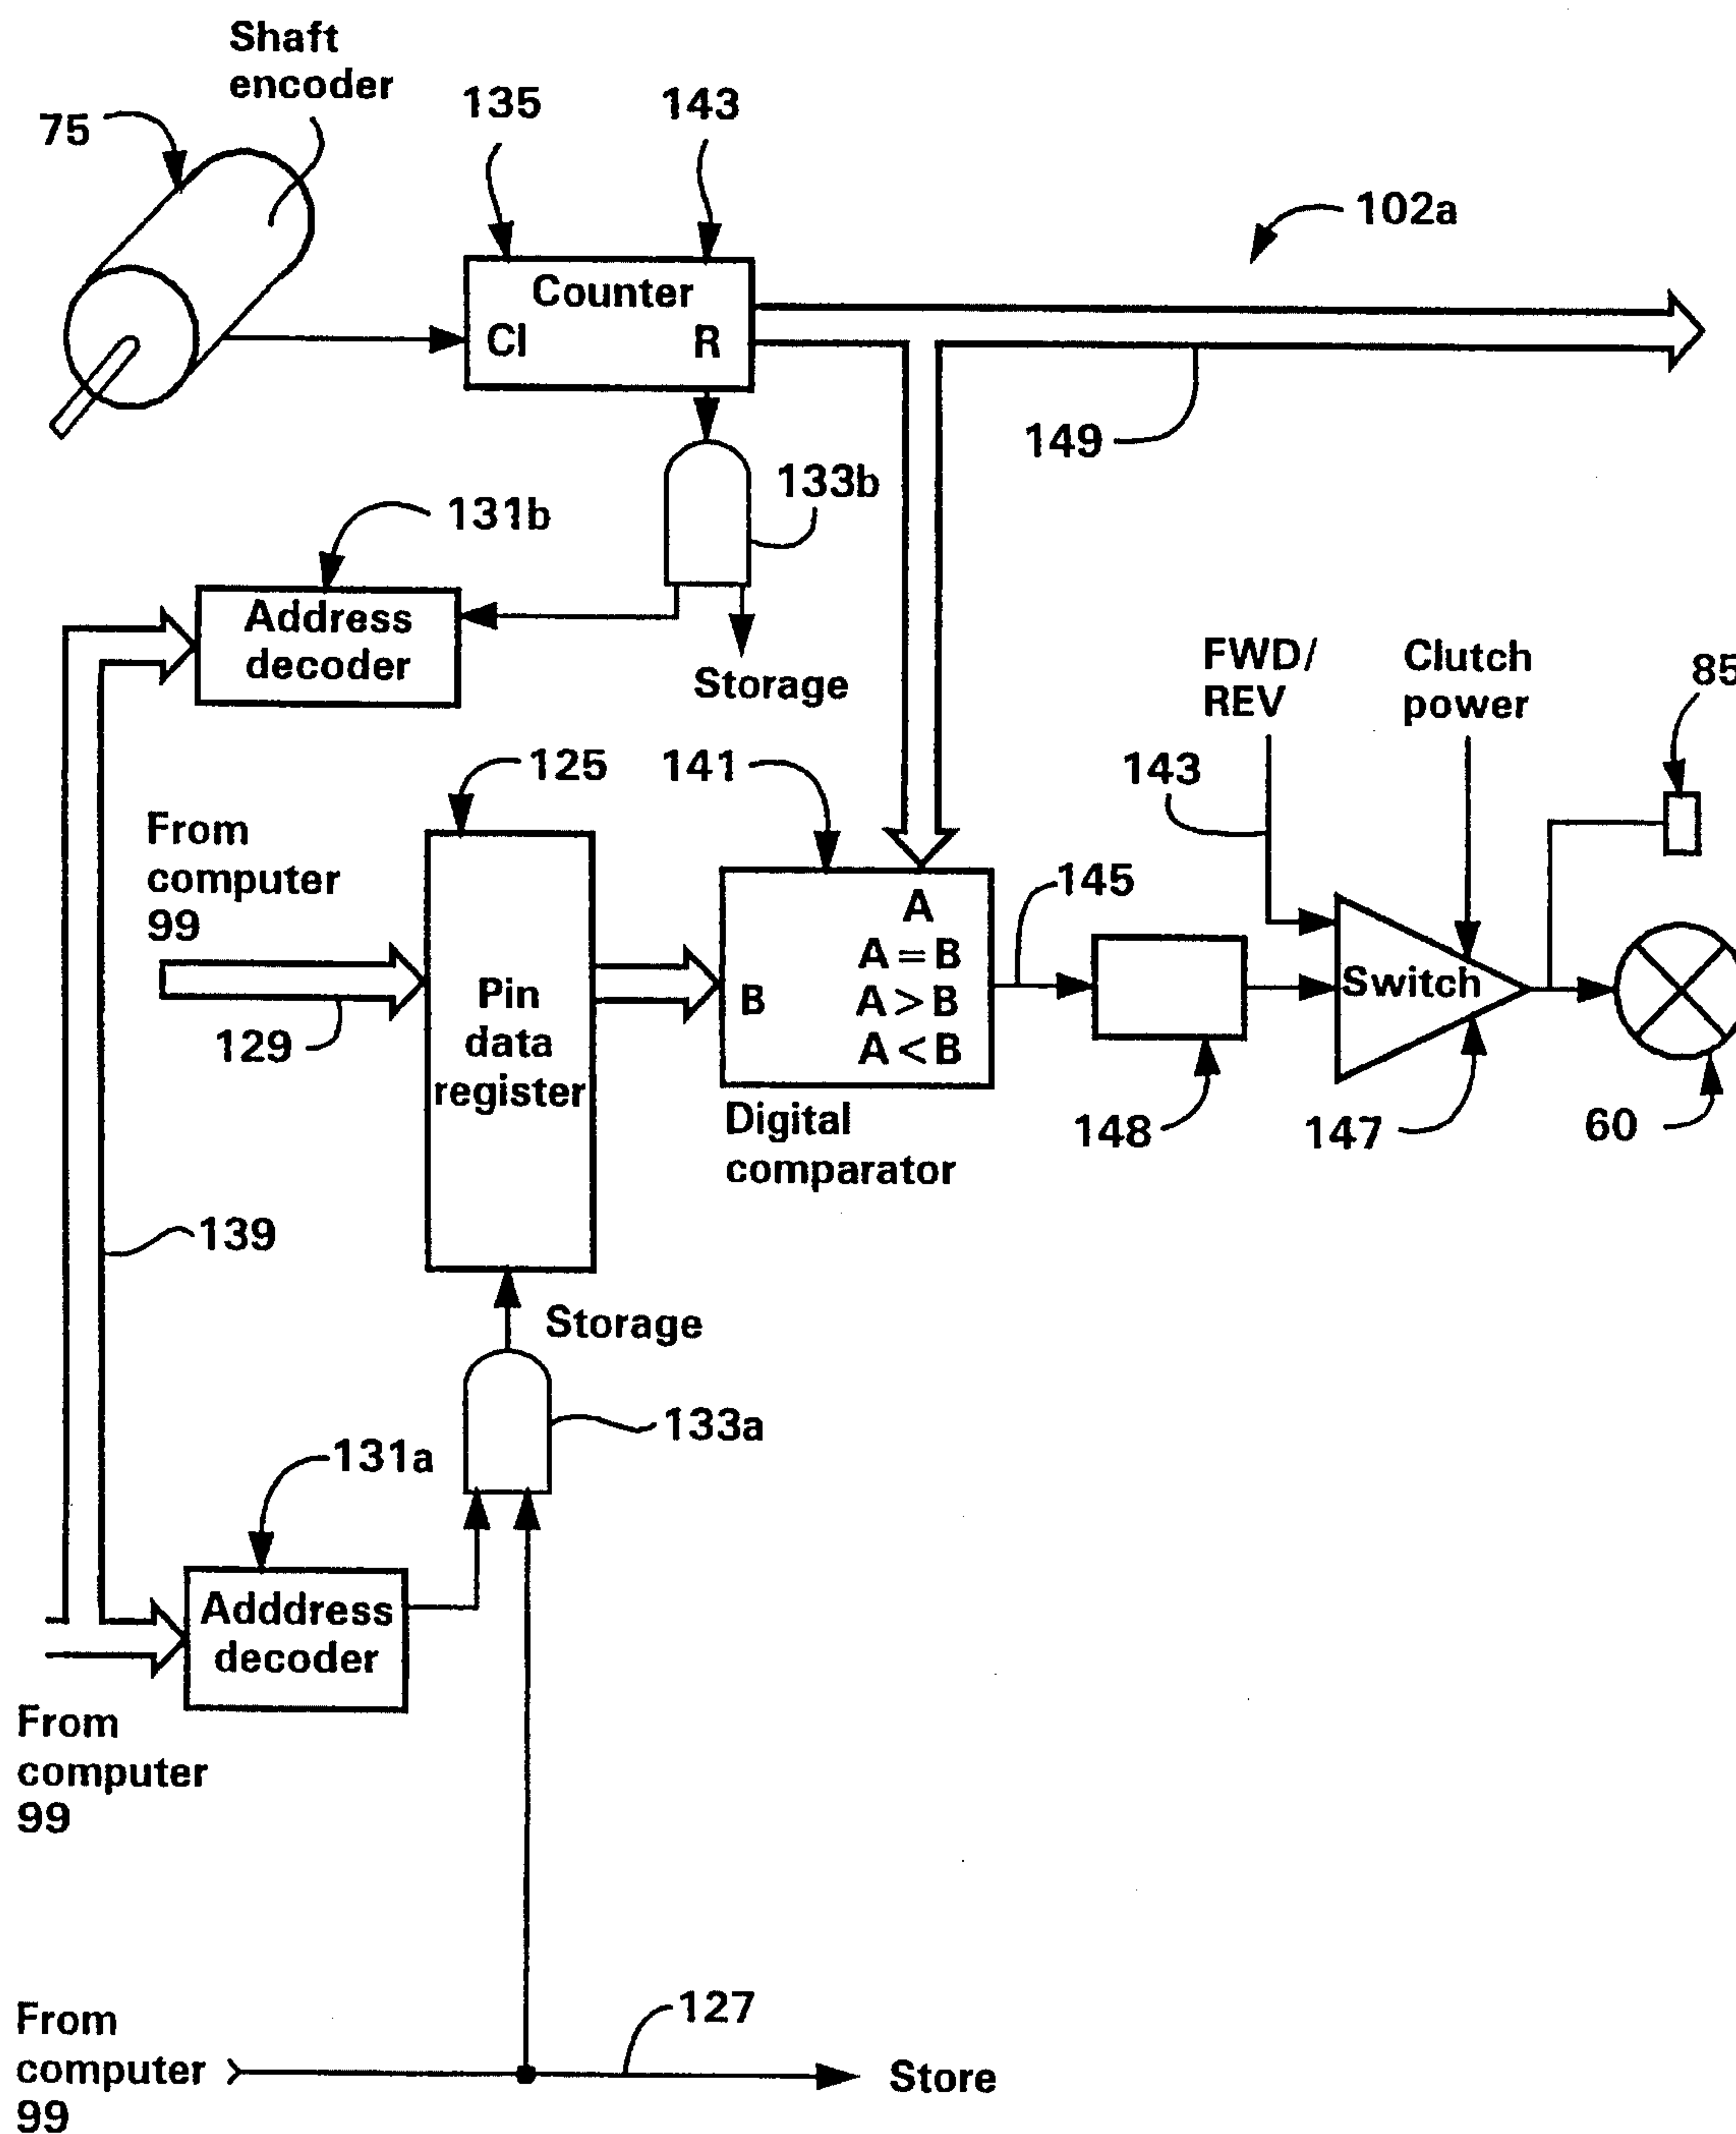 Shaft
encoder
75
135
143
102a
Counter
CI
R
149
133b
131b
Address
decoder
Storage
FWD/
REV
Clutch
power
85
125
141
143
From
computer
99
145
A
A = B
A > B
A < B
B
Switch
Pin
data
register
129
Digital
comparator
148
147
60
139
Storage
133a
131a
Adddress
decoder
From
computer
99
127
From
computer
99
Store